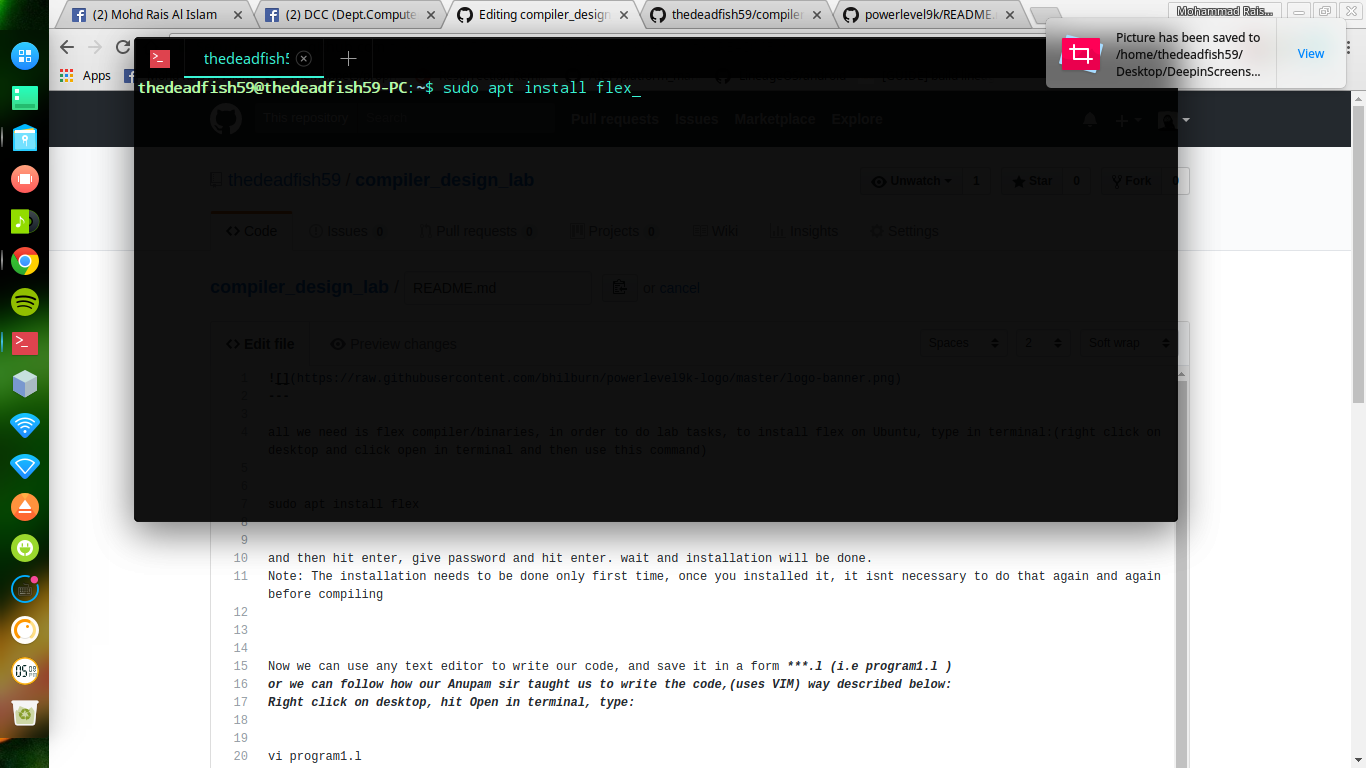 (2) Mohd Rais Al Islam
(2) DCC (Dept.Compute
Editing compiler_design
thedeadfish59/compiler
powerlevel9k/README.
Mohammad Rais...
Picture has been saved to
/home/thedeadfish59/
Desktop/DeepinScreens...
View
Apps
thedeadfish5
thedeadfish59@thedeadfish59-PC:~$ sudo apt install flex_
This repository Search
Pull requests Issues Marketplace Explore
thedeadfish59 / compiler_design_lab
Unwatch 1 Star 0 Fork 0
Code Issues 0 Pull requests 0 Projects 0 Wiki Insights Settings
compiler_design_lab / README.md or cancel
Edit file Preview changes Spaces 2 Soft wrap
1 ![](https://raw.githubusercontent.com/bhilburn/powerlevel9k-logo/master/logo-banner.png)
2 ---
3
4 all we need is flex compiler/binaries, in order to do lab tasks, to install flex on Ubuntu, type in terminal:(right click on
desktop and click open in terminal and then use this command)
5
6
7 sudo apt install flex
8
9
10 and then hit enter, give password and hit enter. wait and installation will be done.
11 Note: The installation needs to be done only first time, once you installed it, it isnt necessary to do that again and again
before compiling
12
13
14
15 Now we can use any text editor to write our code, and save it in a form ***.l (i.e program1.l )
16 or we can follow how our Anupam sir taught us to write the code,(uses VIM) way described below:
17 Right click on desktop, hit Open in terminal, type:
18
19
20 vi program1.l